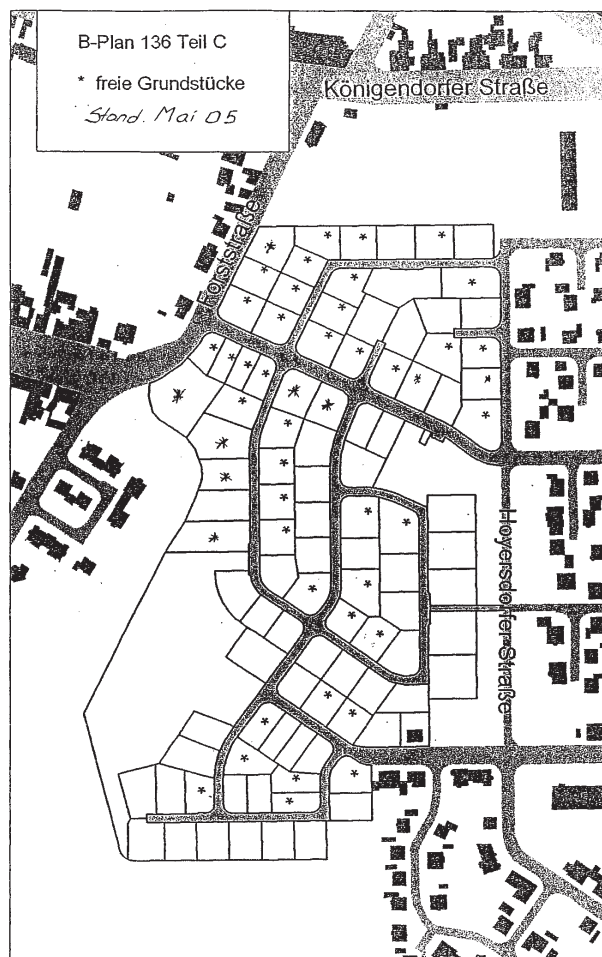 B-Plan 136 Teil C
* freie Grundstücke
Stand. Mai 05
Königendorfer Straße
Forststraße
Hoyersdorfer Straße